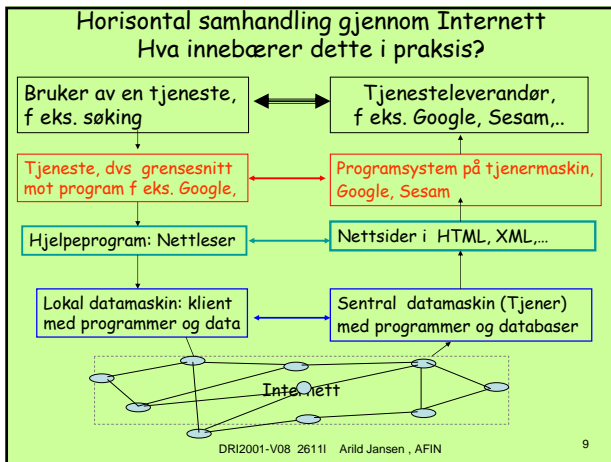 Horisontal samhandling gjennom Internett
Hva innebærer dette i praksis?
Bruker av en tjeneste,
f eks. søking
Tjenesteleverandør,
f eks. Google, Sesam,..
Tjeneste, dvs grensesnitt
mot program f eks. Google,
Programsystem på tjenermaskin,
Google, Sesam
Hjelpeprogram: Nettleser
Nettsider i HTML, XML,...
Lokal datamaskin: klient
med programmer og data
Sentral datamaskin (Tjener)
med programmer og databaser
Internett
DRI2001-V08 2611l Arild Jansen , AFIN
9